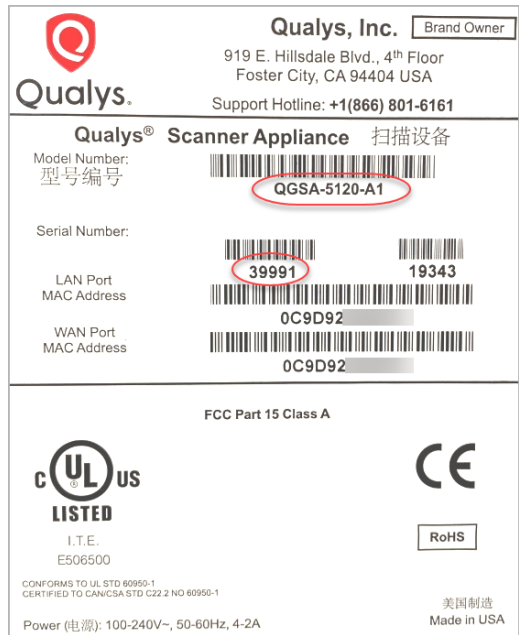 Qualys, Inc. Brand Owner
919 E. Hillsdale Blvd., 4th Floor
Foster City, CA 94404 USA
Qualys.
Support Hotline: +1(866) 801-6161
Qualys® Scanner Appliance 扫描设备
Model Number:
型号编号
QGSA-5120-A1
Serial Number:
39991 19343
LAN Port
MAC Address
0C9D92
WAN Port
MAC Address
0C9D92
FCC Part 15 Class A
C UL ® US
LISTED
CE
I.T.E.
E506500
RoHS
CONFORMS TO UL STD 60950-1
CERTIFIED TO CAN/CSA STD C22.2 NO 60950-1
美国制造
Power (电源): 100-240V~, 50-60Hz, 4-2A
Made in USA